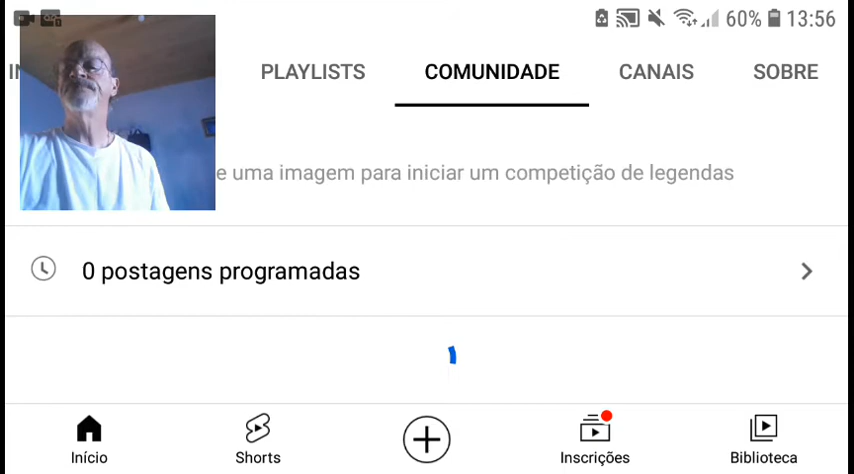 60% 13:56
PLAYLISTS COMUNIDADE CANAIS SOBRE
e uma imagem para iniciar um competição de legendas
0 postagens programadas
Início Shorts Inscrições Biblioteca